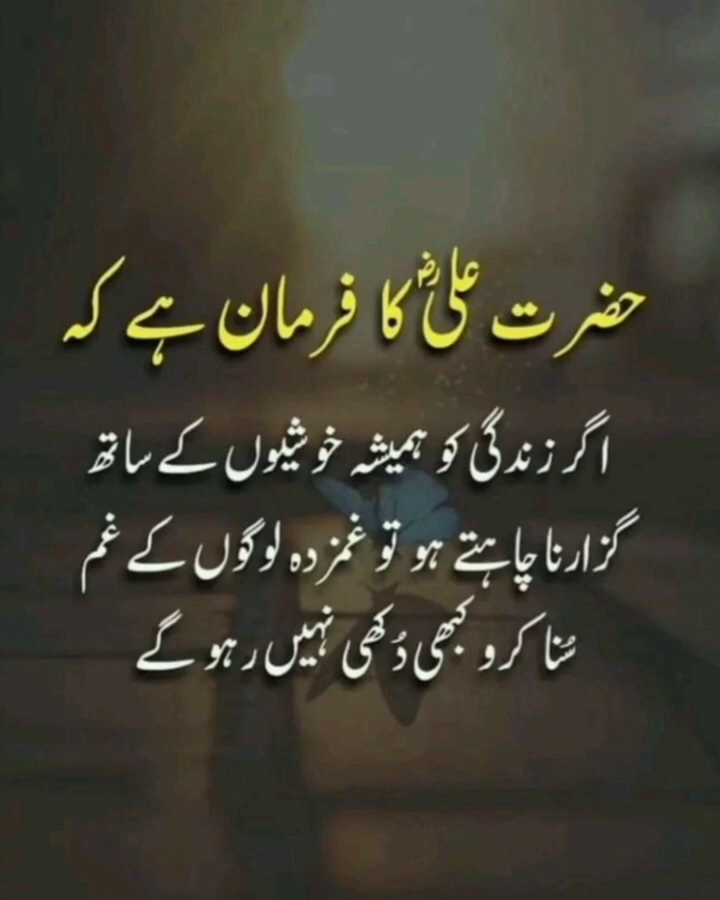 حضرت علیؓ کا فرمان ہے کہ
اگر زندگی کو ہمیشہ خوشیوں کے ساتھ
گزارنا چاہتے ہو تو غمزدہ لوگوں کے غم
سُنا کرو کبھی دُکھی نہیں رہو گے